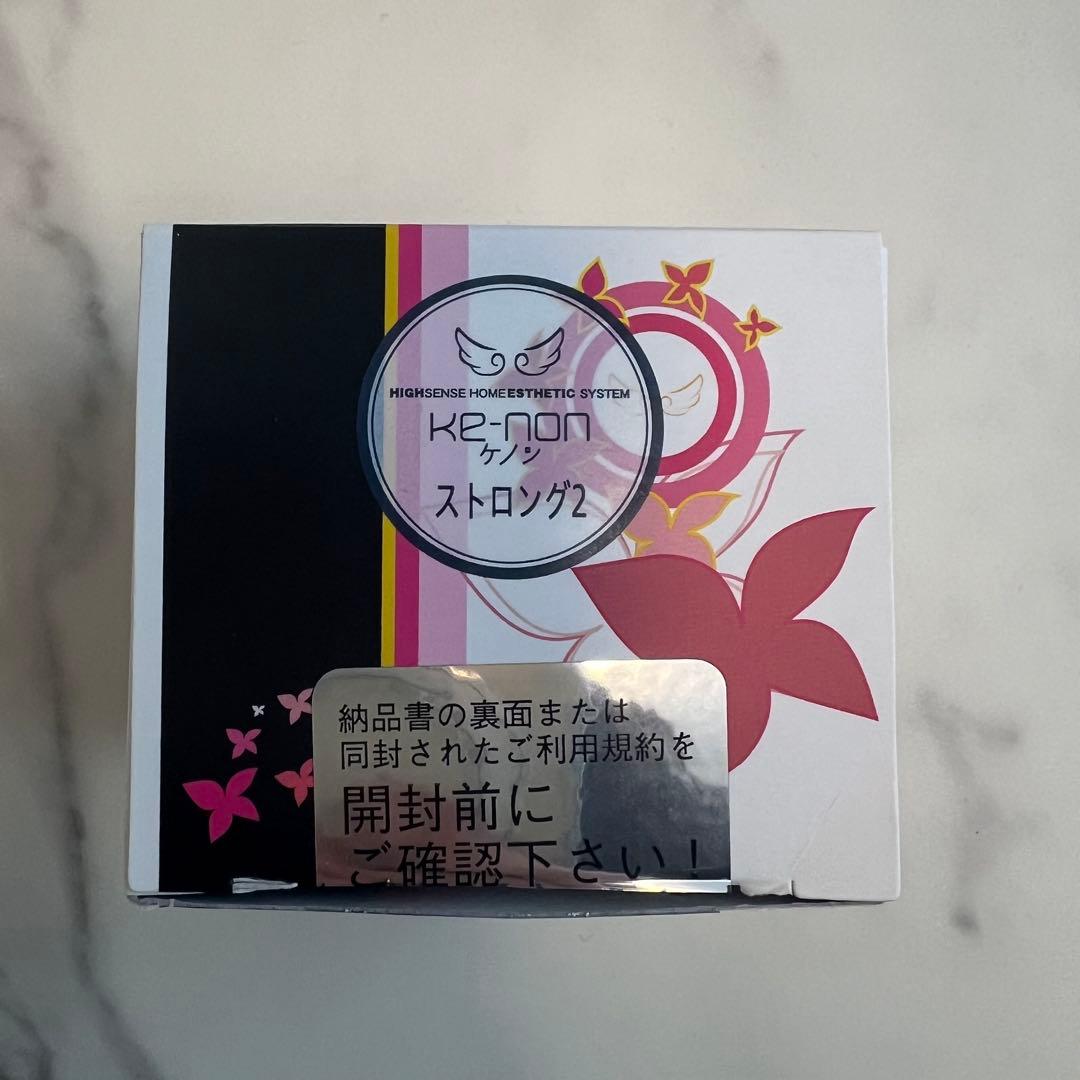 HIGHSENSE HOME ESTHETIC SYSTEM
Ke-non
ケノン
ストロング2
納品書の裏面または
同封されたご利用規約を
開封前に
ご確認下さい！